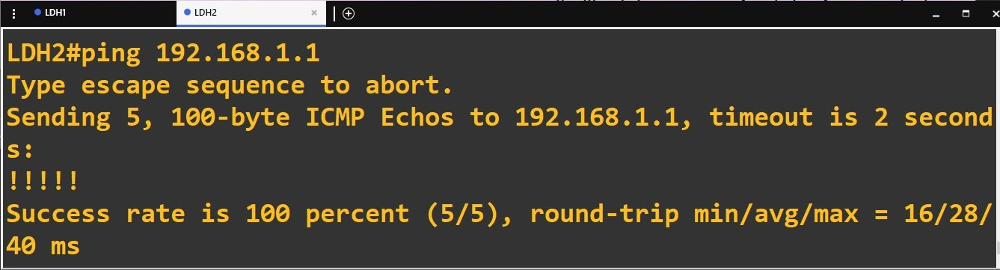 LDH1
LDH2
LDH2#ping 192.168.1.1
Type escape sequence to abort.
Sending 5, 100-byte ICMP Echos to 192.168.1.1, timeout is 2 second
s:
!!!!!
Success rate is 100 percent (5/5), round-trip min/avg/max = 16/28/
40 ms